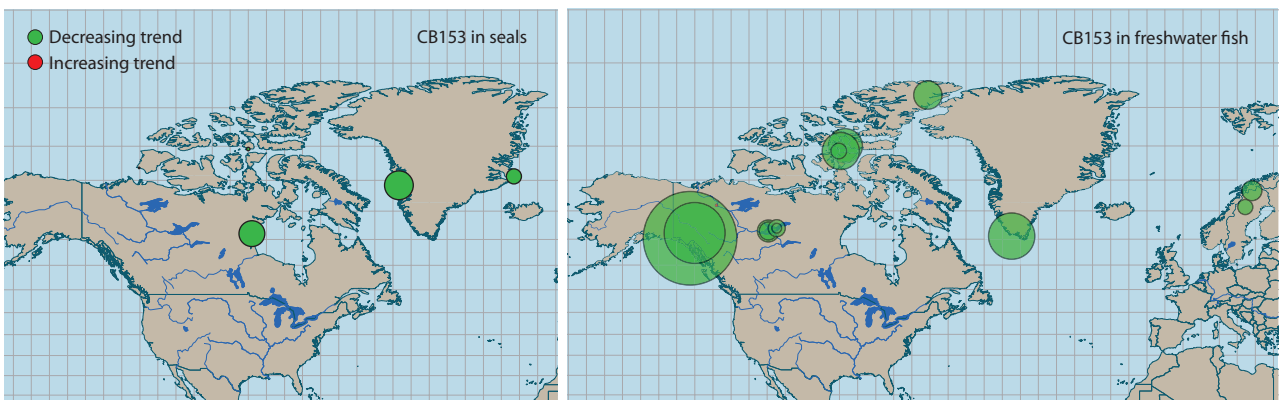 Decreasing trend
Increasing trend
CB153 in seals
CB153 in freshwater fish